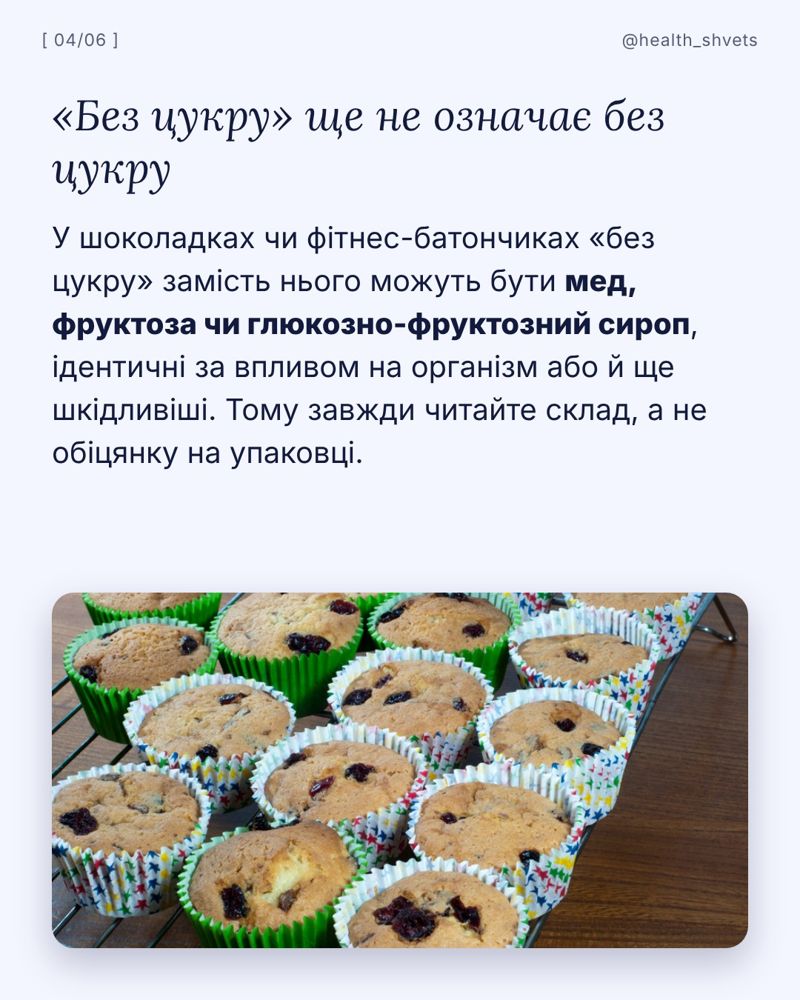 [ 04/06 ]
@health_shvets
«Без цукру» ще не означає без
цукру
У шоколадках чи фітнес-батончиках «без
цукру» замість нього можуть бути мед,
фруктоза чи глюкозно-фруктозний сироп,
ідентичні за впливом на організм або й ще
шкідливіші. Тому завжди читайте склад, а не
обіцянку на упаковці.